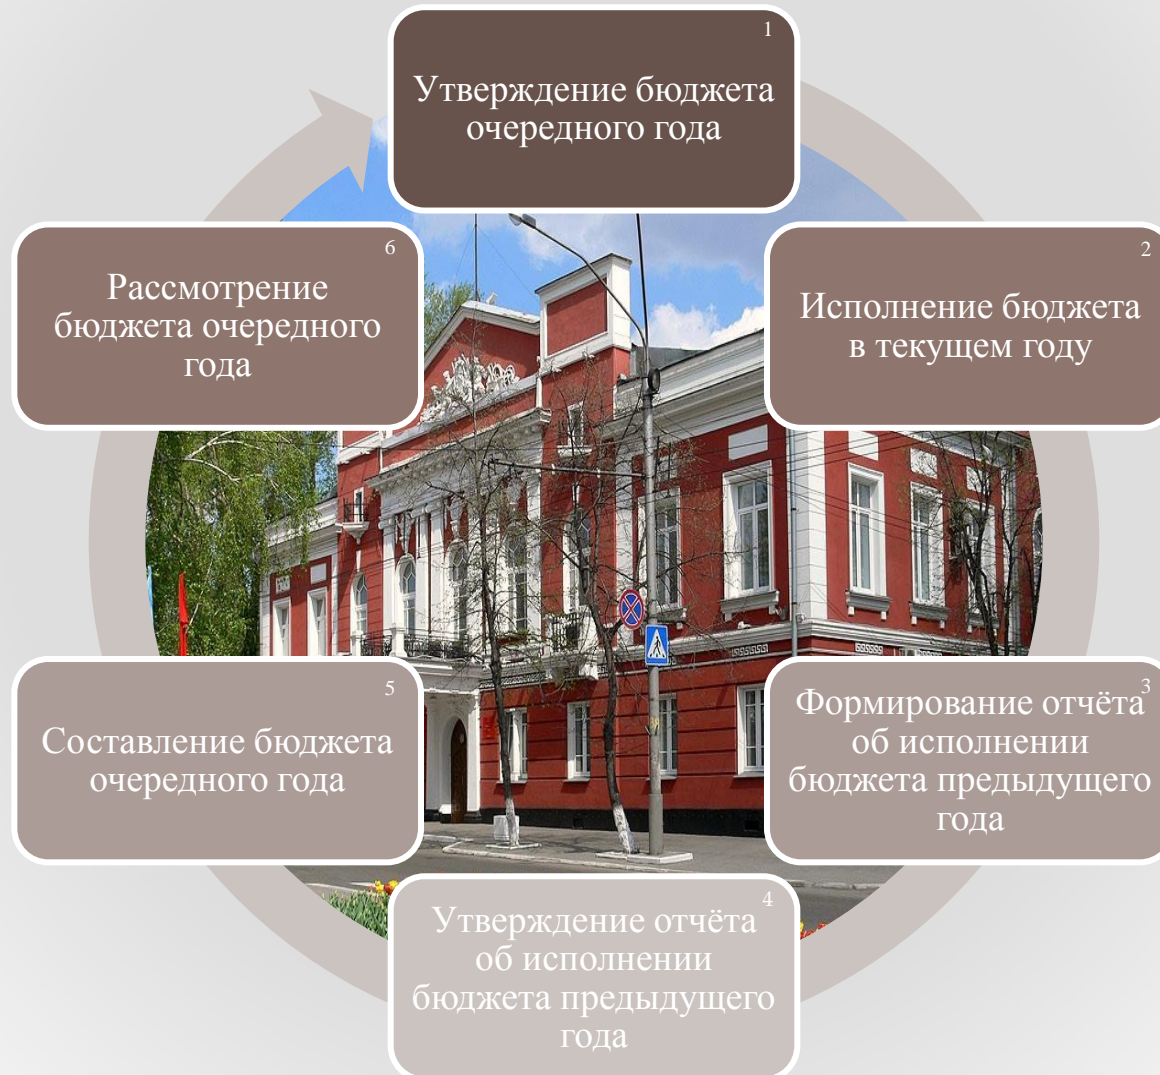 1
Утверждение бюджета
очередного года
2
Исполнение бюджета
в текущем году
3
Формирование отчёта
об исполнении
бюджета предыдущего
года
4
Утверждение отчёта
об исполнении
бюджета предыдущего
года
5
Составление бюджета
очередного года
6
Рассмотрение
бюджета очередного
года